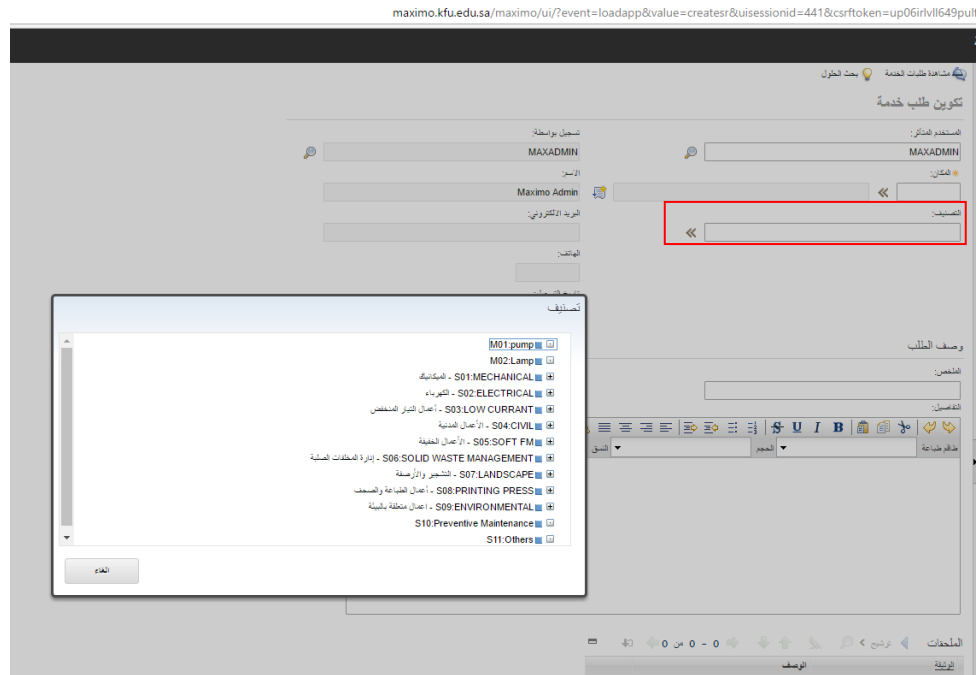 maximo.kfu.edu.sa/maximo/ui/?event=loadapp&value=createsr&uisessionid=441&csrftoken=up06irlvll649pult
مشاهدة طلبات الخدمة
بحث الحلول
تكوين طلب خدمة
المستخدم المتأثر:
تسجيل بواسطة:
MAXADMIN
MAXADMIN
المكان:
الاسم:
Maximo Admin
التصنيف:
البريد الالكتروني:
الهاتف:
تصنيف
M01:pump
M02:Lamp
S01:MECHANICAL - الميكانيك
S02:ELECTRICAL - الكهرباء
S03:LOW CURRANT - أعمال التيار المنخفض
S04:CIVIL - الأعمال المدنية
S05:SOFT FM - الأعمال الخفيفة
S06:SOLID WASTE MANAGEMENT - إدارة المخلفات الصلبة
S07:LANDSCAPE - التشجير والأرصفة
S08:PRINTING PRESS - أعمال الطباعة والصحف
S09:ENVIRONMENTAL - اعمال متعلقة بالبيئة
S10:Preventive Maintenance
S11:Others
الغاء
وصف الطلب
الملخص:
التفاصيل:
S U I B
طاقم طباعة
الحجم
النسق
الملحقات
ترشيح
0 - 0 من 0
الوثيقة
الوصف